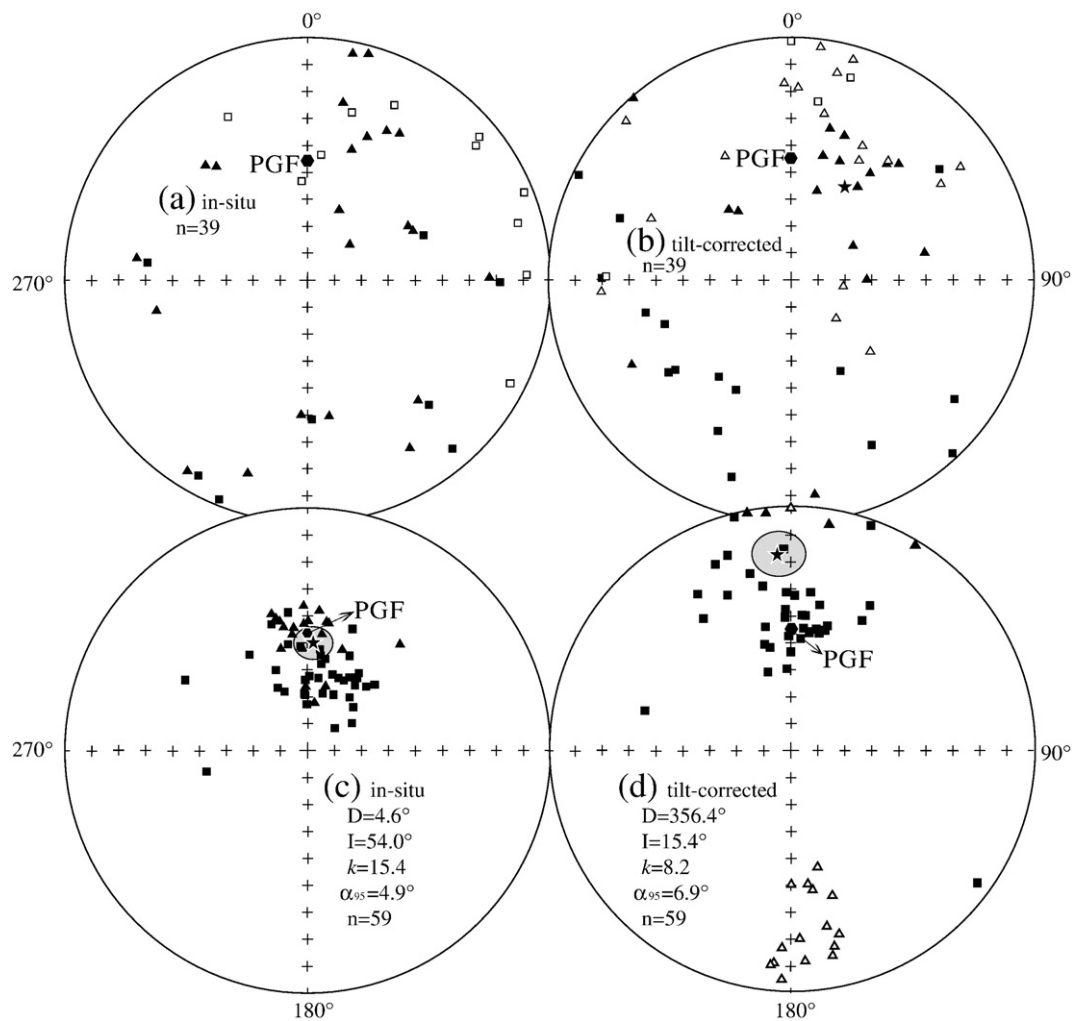 0° 0°
PGF PGF
(a) in-situ
n=39
(b) tilt-corrected
n=39
270° 90°
PGF
PGF
270° 90°
(c) in-situ
D=4.6°
I=54.0°
k=15.4
α95=4.9°
n=59
(d) tilt-corrected
D=356.4°
I=15.4°
k=8.2
α95=6.9°
n=59
180° 180°